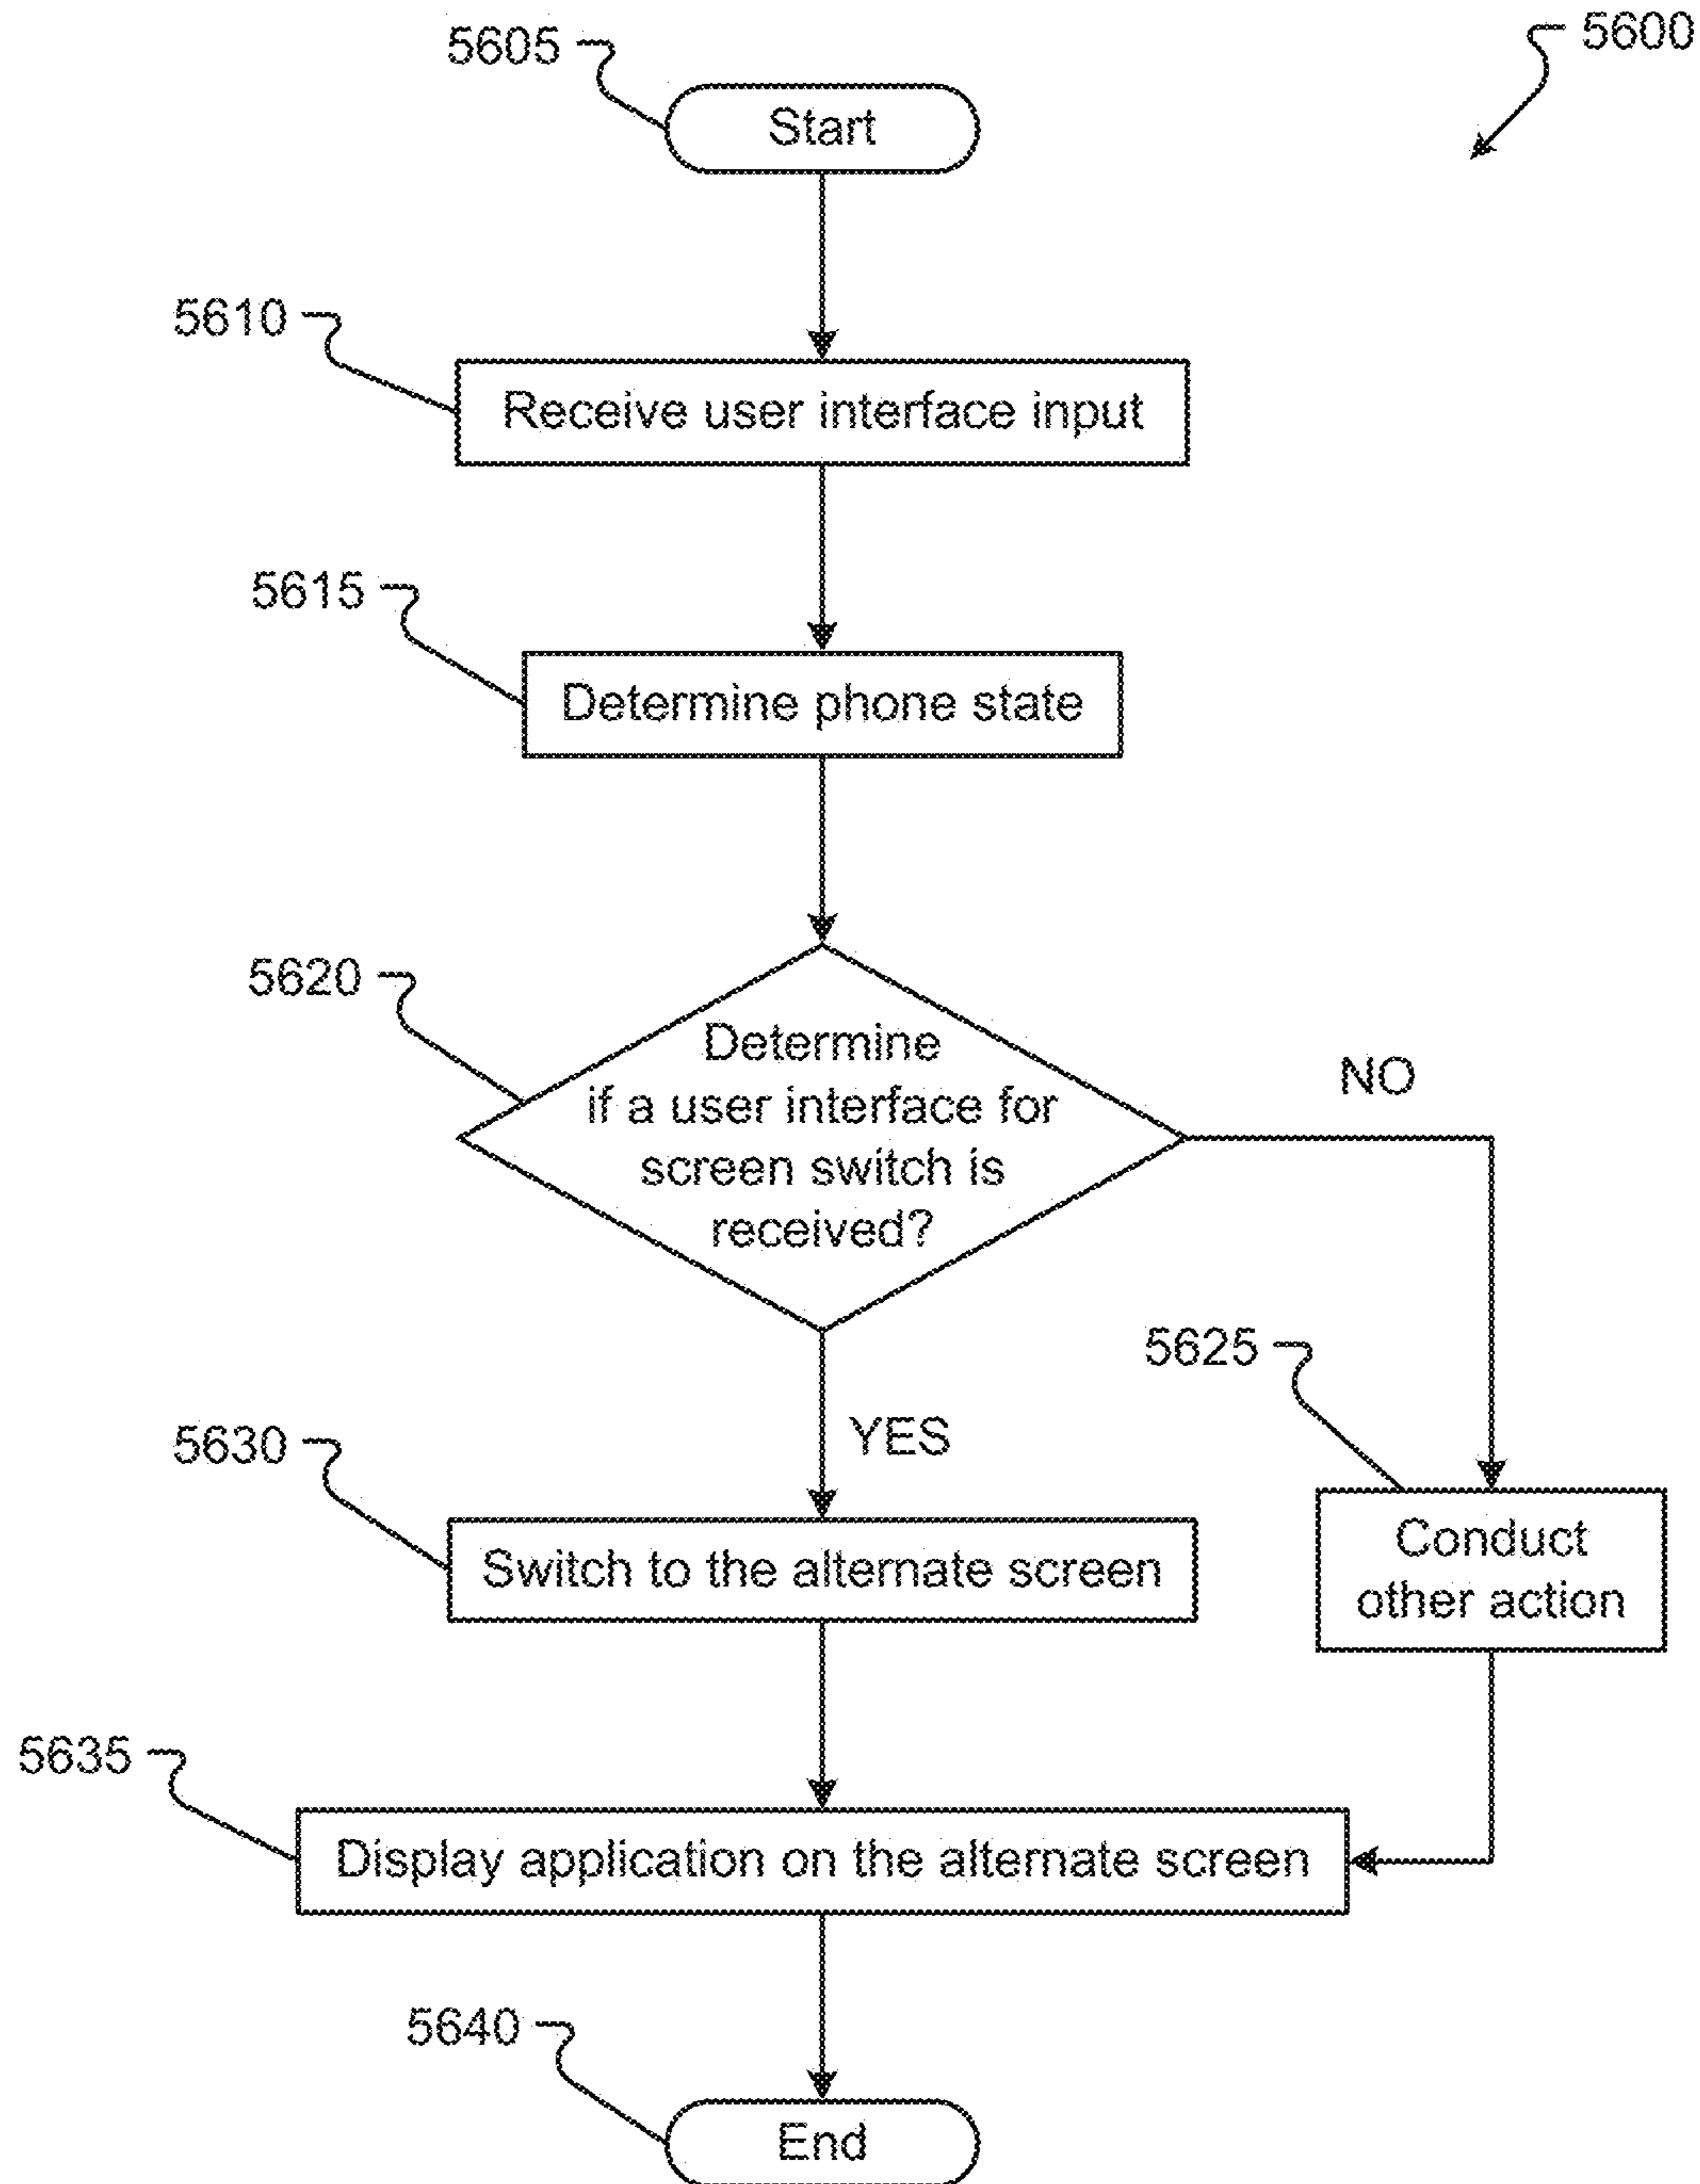 5600
5605
Start
5610
Receive user interface input
5615
Determine phone state
5620
Determine
if a user interface for
screen switch is
received?
NO
YES
5625
Conduct
other action
5630
Switch to the alternate screen
5635
Display application on the alternate screen
5640
End